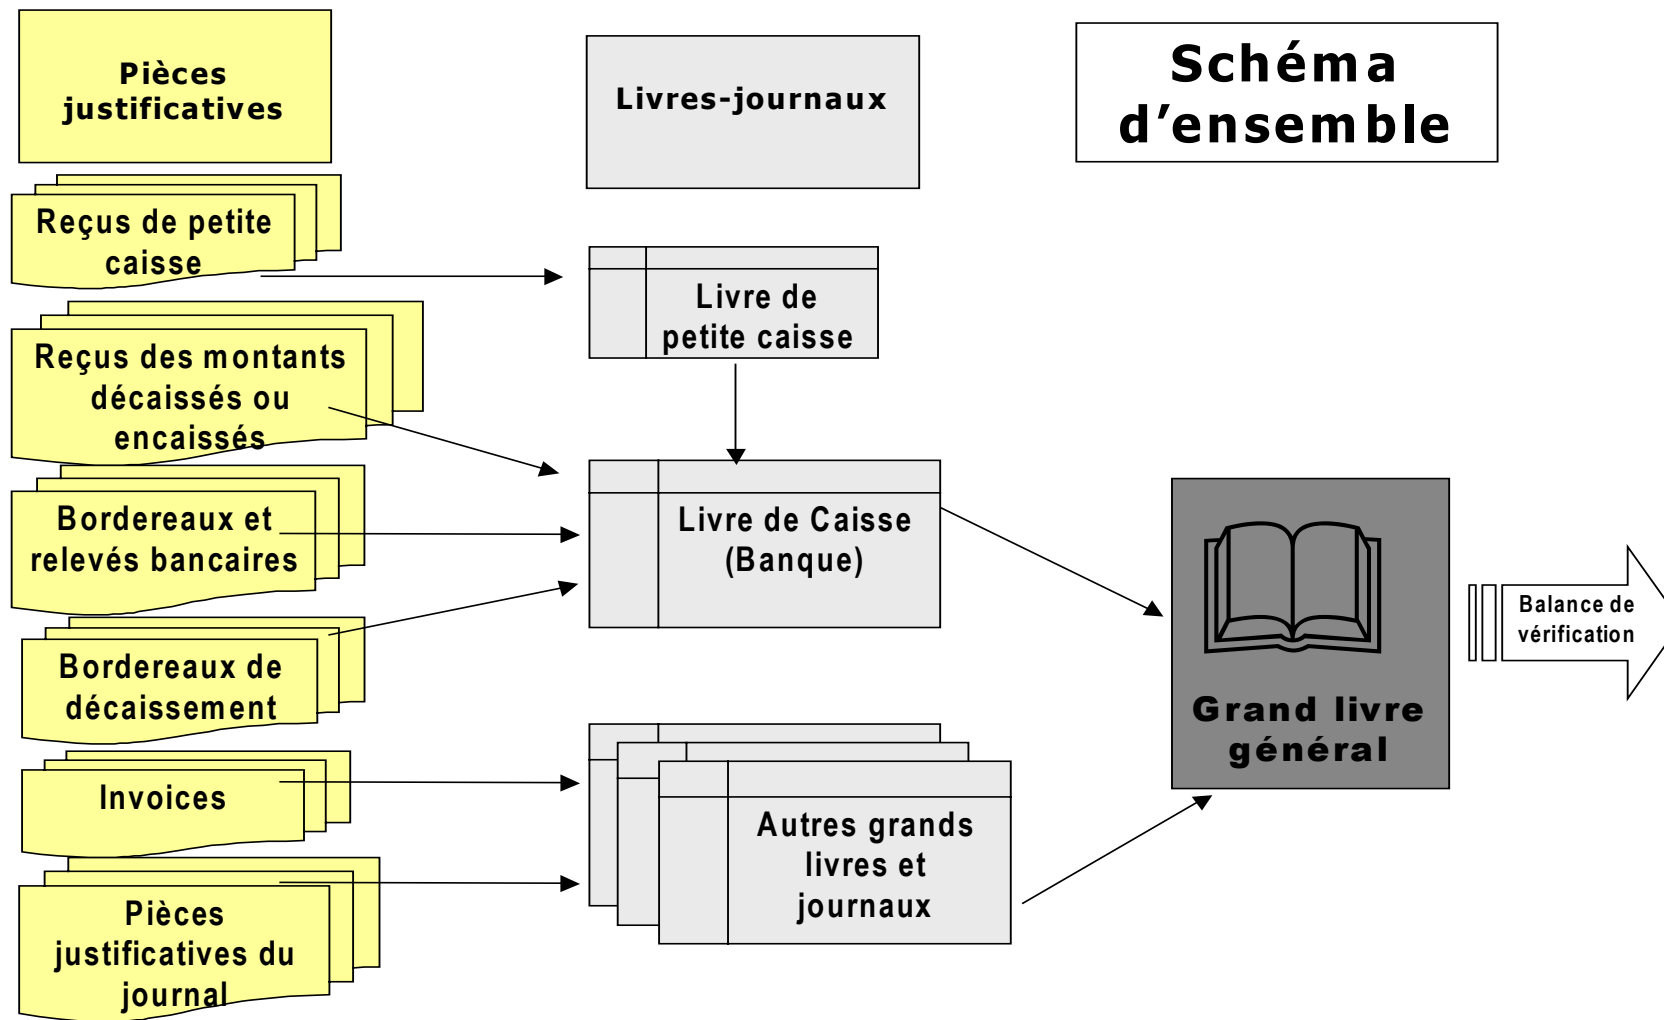 Pièces
justificatives
Livres-journaux
Schéma
d’ensemble
Reçus de petite
caisse
Livre de
petite caisse
Reçus des montants
décaissés ou
encaissés
Bordereaux et
relevés bancaires
Livre de Caisse
(Banque)
Bordereaux de
décaissement
Invoices
Autres grands
livres et
journaux
Pièces
justificatives du
journal
Grand livre
général
Balance de
vérification